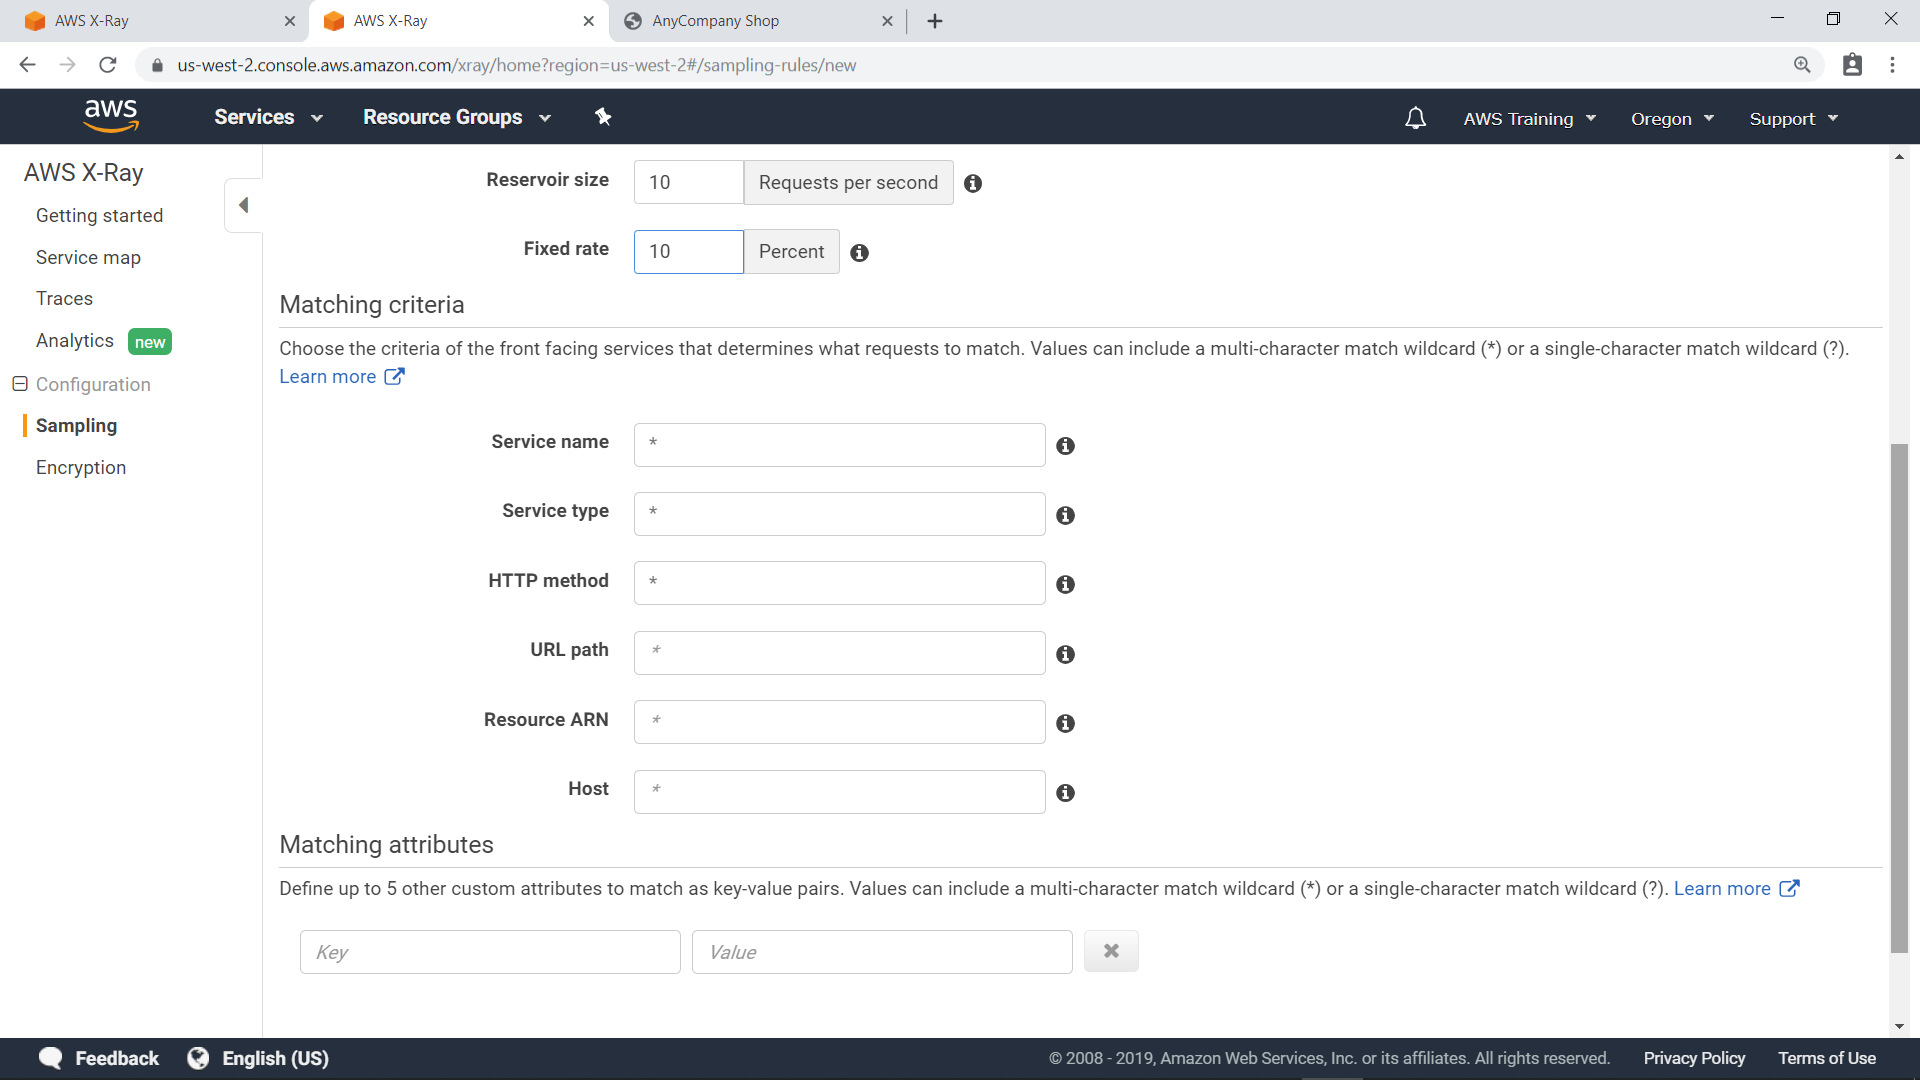 AWS X-Ray
AWS X-Ray
AnyCompany Shop
us-west-2.console.aws.amazon.com/xray/home?region=us-west-2#/sampling-rules/new
aws
Services
Resource Groups
AWS Training
Oregon
Support
AWS X-Ray
Getting started
Service map
Traces
Analytics new
Configuration
Sampling
Encryption
Reservoir size 10 Requests per second
Fixed rate 10 Percent
Matching criteria
Choose the criteria of the front facing services that determines what requests to match. Values can include a multi-character match wildcard (*) or a single-character match wildcard (?).
Learn more
Service name *
Service type *
HTTP method *
URL path *
Resource ARN *
Host *
Matching attributes
Define up to 5 other custom attributes to match as key-value pairs. Values can include a multi-character match wildcard (*) or a single-character match wildcard (?). Learn more
Key
Value
Feedback
English (US)
© 2008 - 2019, Amazon Web Services, Inc. or its affiliates. All rights reserved.
Privacy Policy
Terms of Use